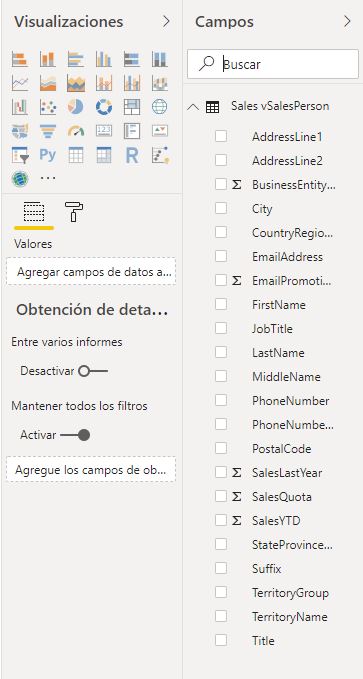 Visualizaciones
Py
R
...
Valores
Agregar campos de datos a...
Obtención de deta...
Entre varios informes
Desactivar
Mantener todos los filtros
Activar
Agregue los campos de ob...
Campos
Buscar
Sales vSalesPerson
AddressLine1
AddressLine2
Σ BusinessEntity...
City
CountryRegio...
EmailAddress
Σ EmailPromoti...
FirstName
JobTitle
LastName
MiddleName
PhoneNumber
PhoneNumbe...
PostalCode
Σ SalesLastYear
Σ SalesQuota
Σ SalesYTD
StateProvince...
Suffix
TerritoryGroup
TerritoryName
Title